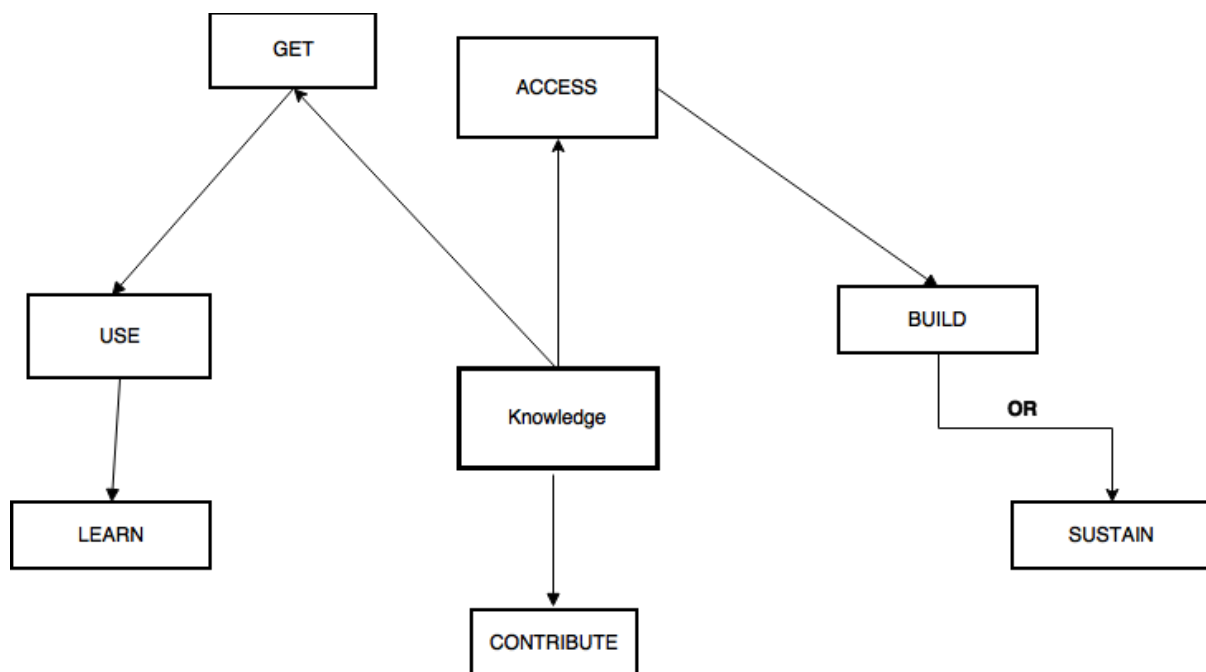 GET
ACCESS
USE
BUILD
Knowledge
OR
LEARN
SUSTAIN
CONTRIBUTE